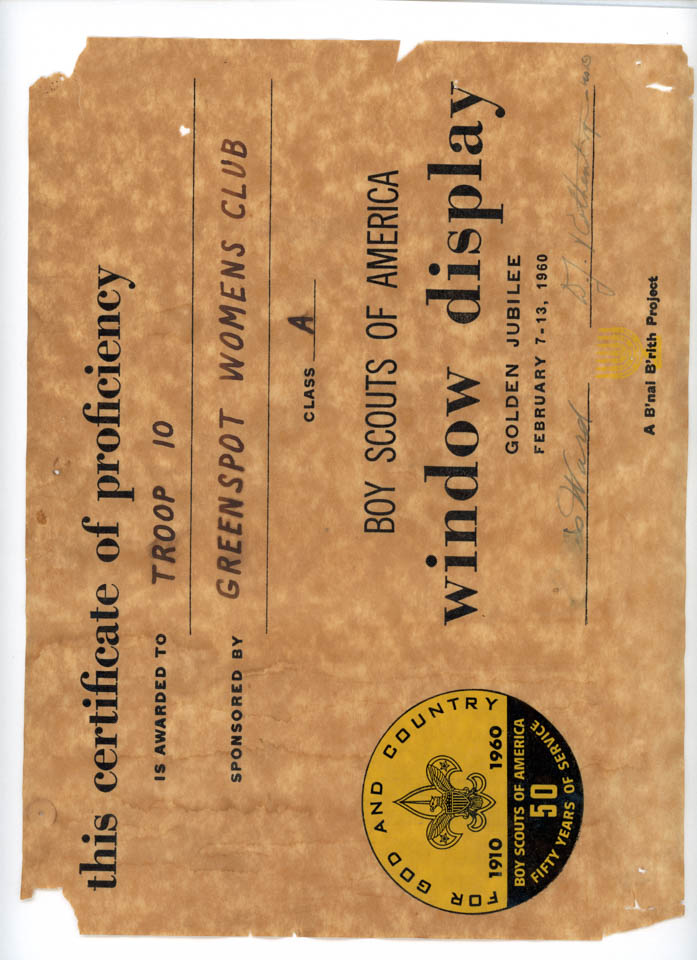 this certificate of proficiency
IS AWARDED TO TROOP 10
SPONSORED BY GREENSPOT WOMENS CLUB
CLASS A
BOY SCOUTS OF AMERICA
window display
GOLDEN JUBILEE
FEBRUARY 7-13, 1960
Ward
A B'nai B'rith Project
FOR GOD AND COUNTRY
1910 1960
BOY SCOUTS OF AMERICA
50
FIFTY YEARS OF SERVICE